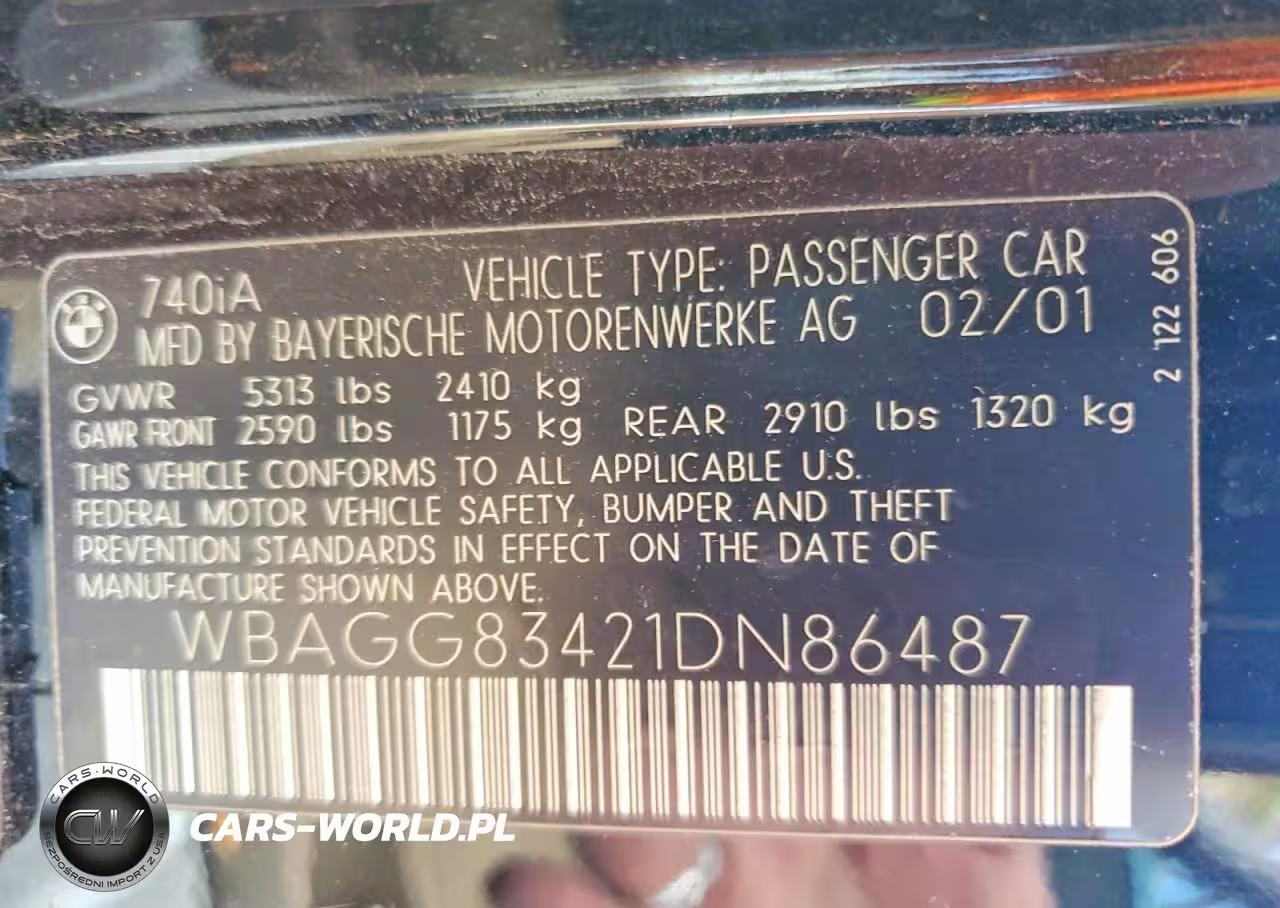 740iA VEHICLE TYPE: PASSENGER CAR
MFD BY BAYERISCHE MOTORENWERKE AG 02/01
GVWR 5313 lbs 2410 kg
GAWR FRONT 2590 lbs 1175 kg REAR 2910 lbs 1320 kg
THIS VEHICLE CONFORMS TO ALL APPLICABLE U.S.
FEDERAL MOTOR VEHICLE SAFETY, BUMPER AND THEFT
PREVENTION STANDARDS IN EFFECT ON THE DATE OF
MANUFACTURE SHOWN ABOVE.
WBAGG83421DN86487
2 122 606
CARS-WORLD
CW
BEZPOŚREDNI IMPORT Z USA
CARS-WORLD.PL